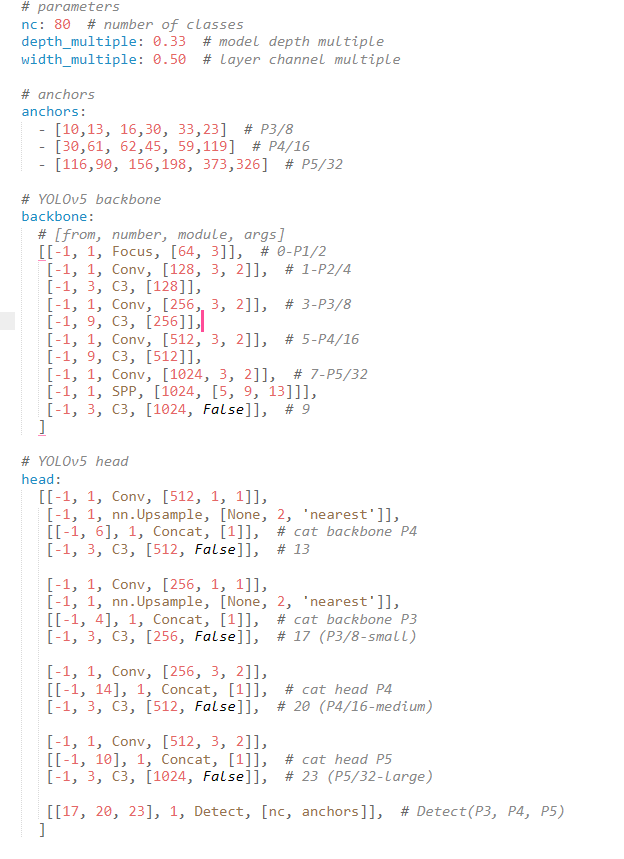 # parameters
nc: 80  # number of classes
depth_multiple: 0.33  # model depth multiple
width_multiple: 0.50  # layer channel multiple

# anchors
anchors:
  - [10,13, 16,30, 33,23]  # P3/8
  - [30,61, 62,45, 59,119]  # P4/16
  - [116,90, 156,198, 373,326]  # P5/32

# YOLOv5 backbone
backbone:
  # [from, number, module, args]
  [[-1, 1, Focus, [64, 3]],  # 0-P1/2
   [-1, 1, Conv, [128, 3, 2]],  # 1-P2/4
   [-1, 3, C3, [128]],
   [-1, 1, Conv, [256, 3, 2]],  # 3-P3/8
   [-1, 9, C3, [256]],
   [-1, 1, Conv, [512, 3, 2]],  # 5-P4/16
   [-1, 9, C3, [512]],
   [-1, 1, Conv, [1024, 3, 2]],  # 7-P5/32
   [-1, 1, SPP, [1024, [5, 9, 13]]],
   [-1, 3, C3, [1024, False]],  # 9
  ]

# YOLOv5 head
head:
  [[-1, 1, Conv, [512, 1, 1]],
   [-1, 1, nn.Upsample, [None, 2, 'nearest']],
   [[-1, 6], 1, Concat, [1]],  # cat backbone P4
   [-1, 3, C3, [512, False]],  # 13

   [-1, 1, Conv, [256, 1, 1]],
   [-1, 1, nn.Upsample, [None, 2, 'nearest']],
   [[-1, 4], 1, Concat, [1]],  # cat backbone P3
   [-1, 3, C3, [256, False]],  # 17 (P3/8-small)

   [-1, 1, Conv, [256, 3, 2]],
   [[-1, 14], 1, Concat, [1]],  # cat head P4
   [-1, 3, C3, [512, False]],  # 20 (P4/16-medium)

   [-1, 1, Conv, [512, 3, 2]],
   [[-1, 10], 1, Concat, [1]],  # cat head P5
   [-1, 3, C3, [1024, False]],  # 23 (P5/32-large)

   [[17, 20, 23], 1, Detect, [nc, anchors]],  # Detect(P3, P4, P5)
  ]